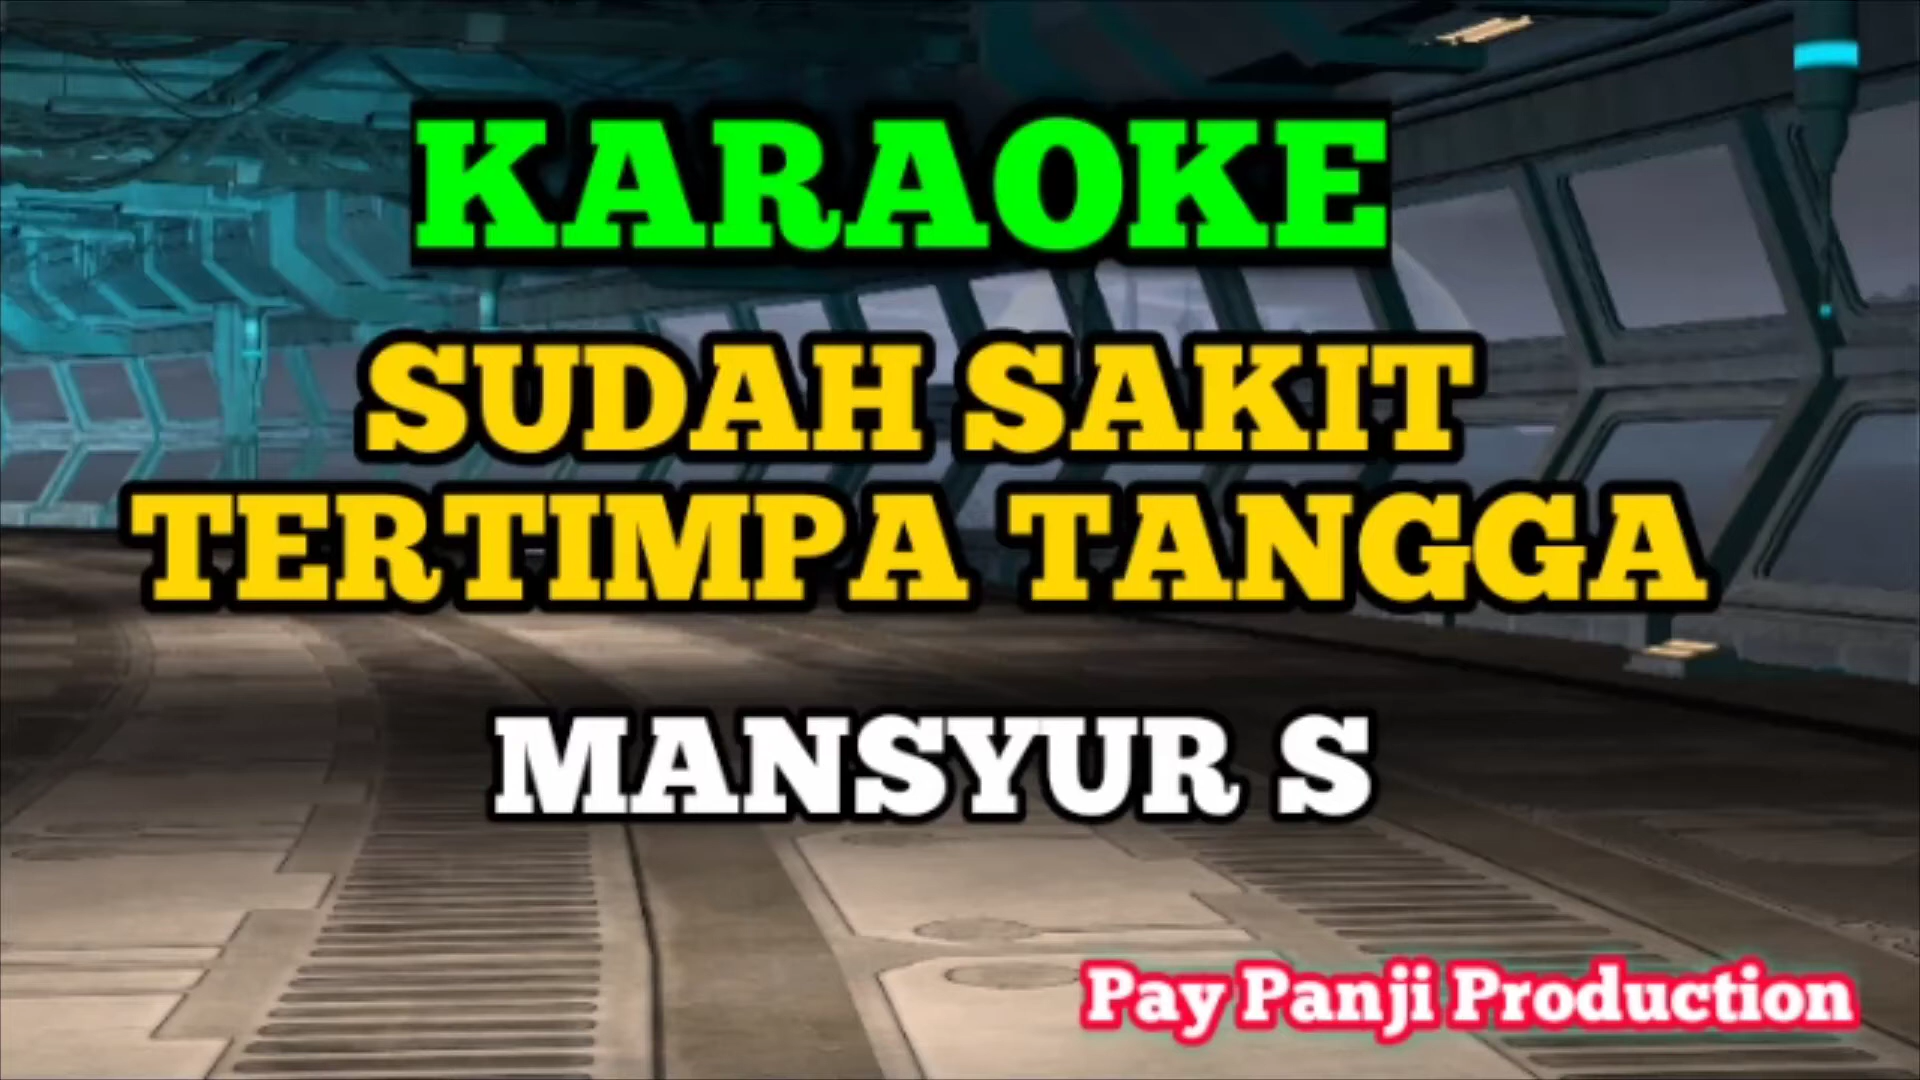 KARAOKE
SUDAH SAKIT
TERTIMPA TANGGA
MANSYUR S
Pay Panji Production